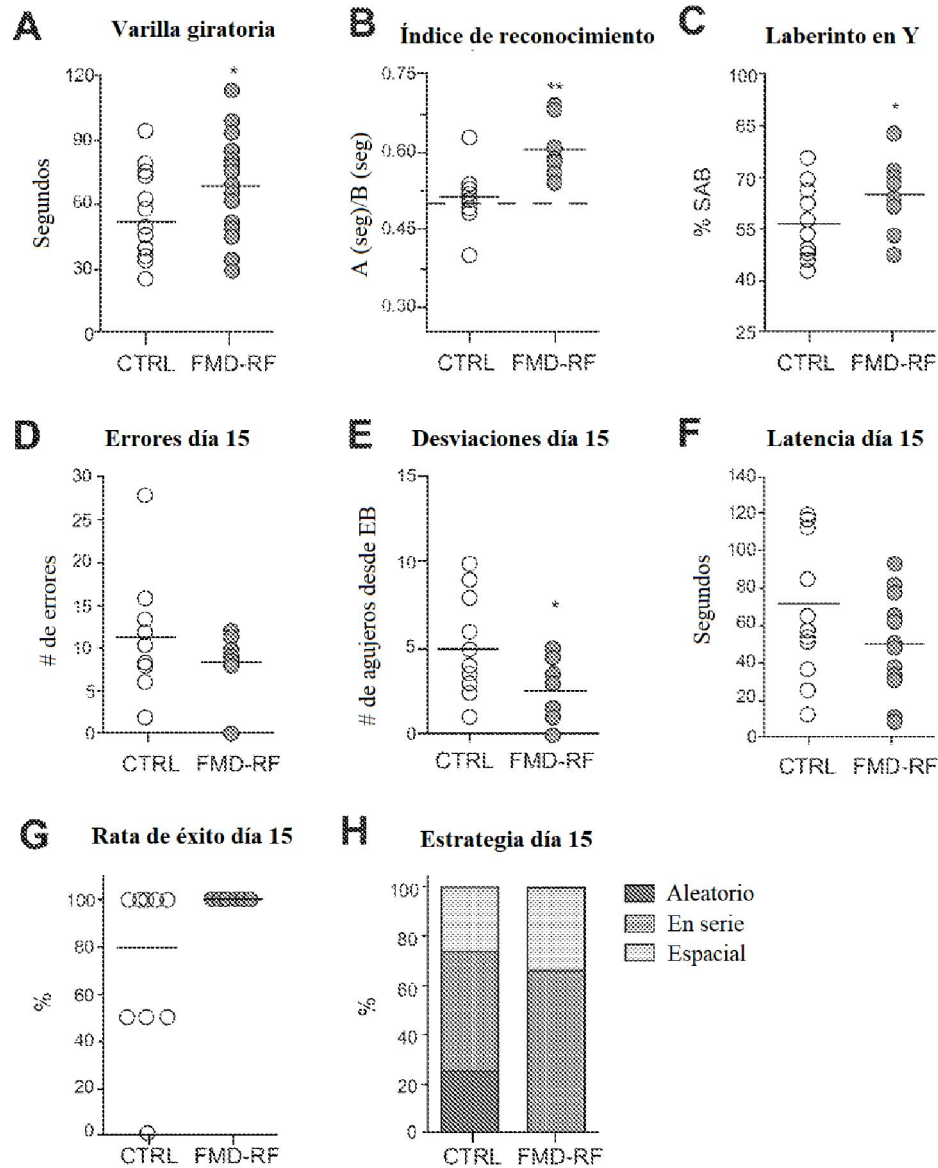 A Varilla giratoria
Segundos
120
90
60
30
0
*
CTRL FMD-RF
B Índice de reconocimiento
A (seg)/B (seg)
0.75
0.60
0.45
0.30
**
CTRL FMD-RF
C Laberinto en Y
% SAB
100
85
70
55
40
25
*
CTRL FMD-RF
D Errores día 15
# de errores
30
25
20
15
10
5
0
CTRL FMD-RF
E Desviaciones día 15
# de agujeros desde EB
15
10
5
0
*
CTRL FMD-RF
F Latencia día 15
Segundos
140
120
100
80
60
40
20
0
CTRL FMD-RF
G Rata de éxito día 15
%
100
80
60
40
20
0
CTRL FMD-RF
H Estrategia día 15
%
100
80
60
40
20
0
CTRL FMD-RF
Aleatorio
En serie
Espacial